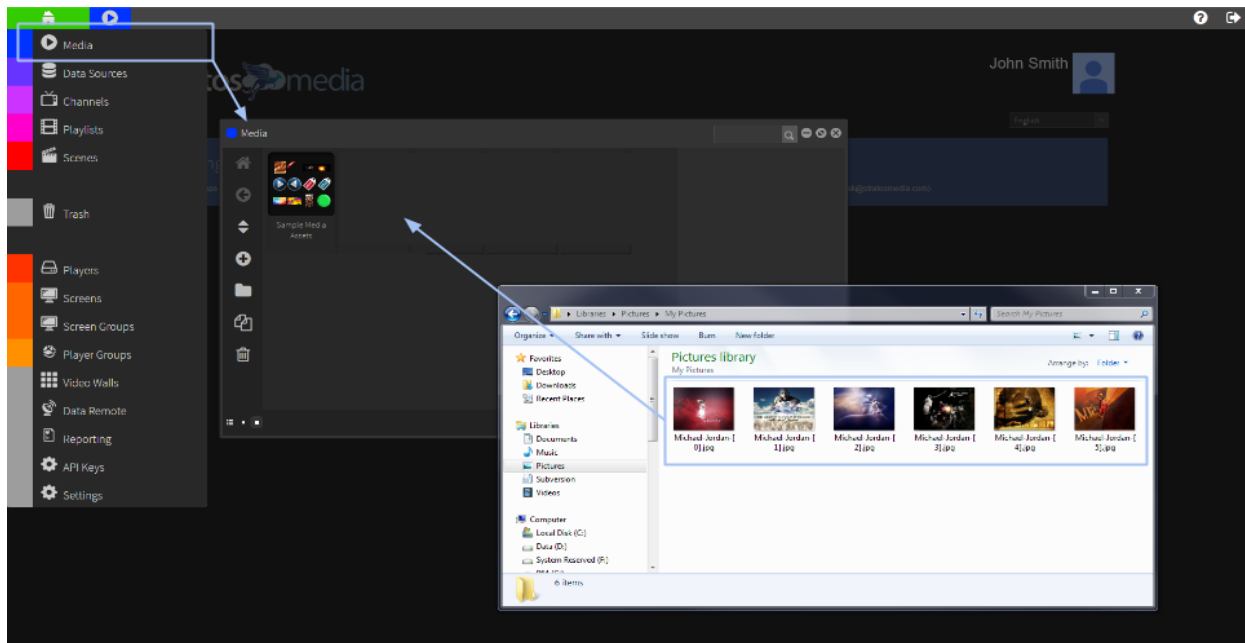 Media
Data Sources
Channels
Playlists
Scenes
Trash
Players
Screens
Screen Groups
Player Groups
Video Walls
Data Remote
Reporting
API Keys
Settings
media
John Smith
English
Media
Sample Media
Assets
Libraries ▸ Pictures ▸ My Pictures
Search My Pictures
Organize Share with Slide show Burn New folder
Favorites
Desktop
Downloads
Recent Places
Libraries
Documents
Music
Pictures
Subversion
Videos
Computer
Local Disk (C:)
Data (D:)
System Reserved (F:)
Pictures library
My Pictures
Arrange by: Folder
Michael-Jordan-[
0].jpg
Michael-Jordan-[
1].jpg
Michael-Jordan-[
2].jpg
Michael-Jordan-[
3].jpg
Michael-Jordan-[
4].jpg
Michael-Jordan-[
5].jpg
6 items